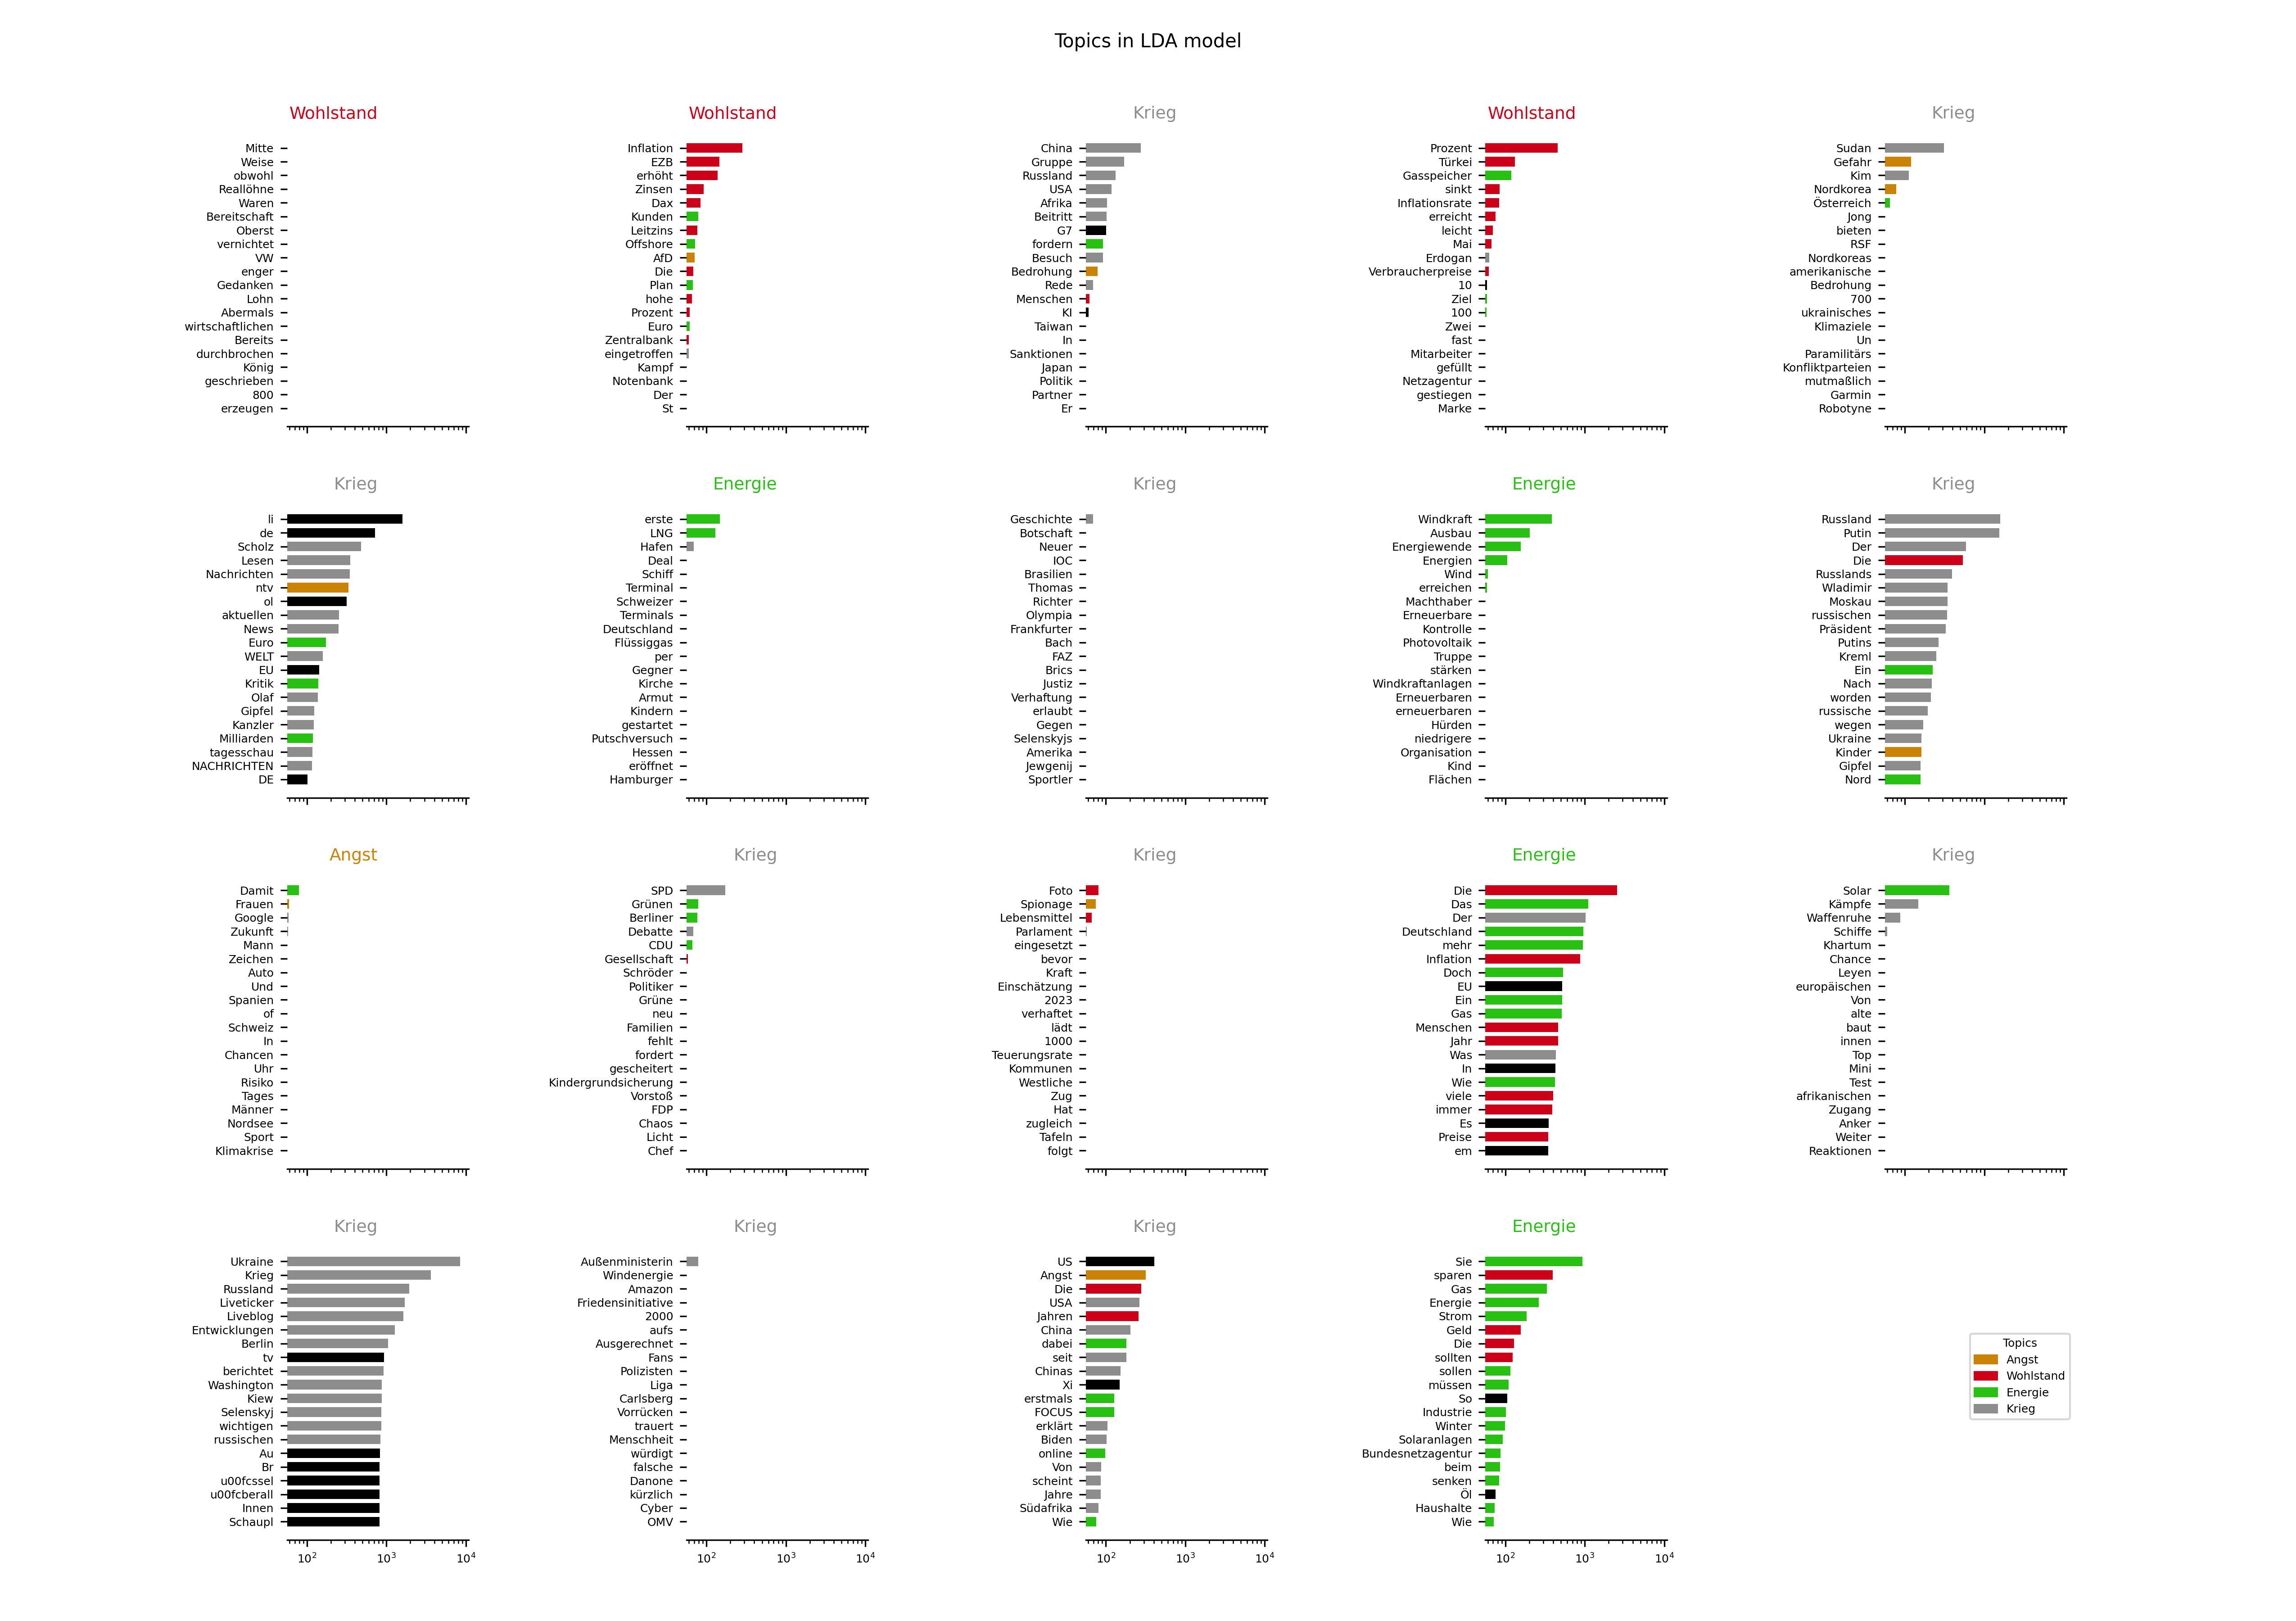 Topics in LDA model
Wohlstand
Mitte
Weise
obwohl
Reallöhne
Waren
Bereitschaft
Oberst
vernichtet
VW
enger
Gedanken
Lohn
Abermals
wirtschaftlichen
Bereits
durchbrochen
König
geschrieben
800
erzeugen
Wohlstand
Inflation
EZB
erhöht
Zinsen
Dax
Kunden
Leitzins
Offshore
AfD
Die
Plan
hohe
Prozent
Euro
Zentralbank
eingetroffen
Kampf
Notenbank
Der
St
Krieg
China
Gruppe
Russland
USA
Afrika
Beitritt
G7
fordern
Besuch
Bedrohung
Rede
Menschen
KI
Taiwan
In
Sanktionen
Japan
Politik
Partner
Er
Wohlstand
Prozent
Türkei
Gasspeicher
sinkt
Inflationsrate
erreicht
leicht
Mai
Erdogan
Verbraucherpreise
10
Ziel
100
Zwei
fast
Mitarbeiter
gefüllt
Netzagentur
gestiegen
Marke
Krieg
Sudan
Gefahr
Kim
Nordkorea
Österreich
Jong
bieten
RSF
Nordkoreas
amerikanische
Bedrohung
700
ukrainisches
Klimaziele
Un
Paramilitärs
Konfliktparteien
mutmaßlich
Garmin
Robotyne
Krieg
li
de
Scholz
Lesen
Nachrichten
ntv
ol
aktuellen
News
Euro
WELT
EU
Kritik
Olaf
Gipfel
Kanzler
Milliarden
tagesschau
NACHRICHTEN
DE
Energie
erste
LNG
Hafen
Deal
Schiff
Terminal
Schweizer
Terminals
Deutschland
Flüssiggas
per
Gegner
Kirche
Armut
Kindern
gestartet
Putschversuch
Hessen
eröffnet
Hamburger
Krieg
Geschichte
Botschaft
Neuer
IOC
Brasilien
Thomas
Richter
Olympia
Frankfurter
Bach
FAZ
Brics
Justiz
Verhaftung
erlaubt
Gegen
Selenskyjs
Amerika
Jewgenij
Sportler
Energie
Windkraft
Ausbau
Energiewende
Energien
Wind
erreichen
Machthaber
Erneuerbare
Kontrolle
Photovoltaik
Truppe
stärken
Windkraftanlagen
Erneuerbaren
erneuerbaren
Hürden
niedrigere
Organisation
Kind
Flächen
Krieg
Russland
Putin
Der
Die
Russlands
Wladimir
Moskau
russischen
Präsident
Putins
Kreml
Ein
Nach
worden
russische
wegen
Ukraine
Kinder
Gipfel
Nord
Angst
Damit
Frauen
Google
Zukunft
Mann
Zeichen
Auto
Und
Spanien
of
Schweiz
In
Chancen
Uhr
Risiko
Tages
Männer
Nordsee
Sport
Klimakrise
Krieg
SPD
Grünen
Berliner
Debatte
CDU
Gesellschaft
Schröder
Politiker
Grüne
neu
Familien
fehlt
fordert
gescheitert
Kindergrundsicherung
Vorstoß
FDP
Chaos
Licht
Chef
Krieg
Foto
Spionage
Lebensmittel
Parlament
eingesetzt
bevor
Kraft
Einschätzung
2023
verhaftet
lädt
1000
Teuerungsrate
Kommunen
Westliche
Zug
Hat
zugleich
Tafeln
folgt
Energie
Die
Das
Der
Deutschland
mehr
Inflation
Doch
EU
Ein
Gas
Menschen
Jahr
Was
In
Wie
viele
immer
Es
Preise
em
Krieg
Solar
Kämpfe
Waffenruhe
Schiffe
Khartum
Chance
Leyen
europäischen
Von
alte
baut
innen
Top
Mini
Test
afrikanischen
Zugang
Anker
Weiter
Reaktionen
Krieg
Ukraine
Krieg
Russland
Liveticker
Liveblog
Entwicklungen
Berlin
tv
berichtet
Washington
Kiew
Selenskyj
wichtigen
russischen
Au
Br
u00fcssel
u00fcberall
Innen
Schaupl
10² 10³ 10⁴
Krieg
Außenministerin
Windenergie
Amazon
Friedensinitiative
2000
aufs
Ausgerechnet
Fans
Polizisten
Liga
Carlsberg
Vorrücken
trauert
Menschheit
würdigt
falsche
Danone
kürzlich
Cyber
OMV
10² 10³ 10⁴
Krieg
US
Angst
Die
USA
Jahren
China
dabei
seit
Chinas
Xi
erstmals
FOCUS
erklärt
Biden
online
Von
scheint
Jahre
Südafrika
Wie
10² 10³ 10⁴
Energie
Sie
sparen
Gas
Energie
Strom
Geld
Die
sollten
sollen
müssen
So
Industrie
Winter
Solaranlagen
Bundesnetzagentur
beim
senken
Öl
Haushalte
Wie
10² 10³ 10⁴
Topics
Angst
Wohlstand
Energie
Krieg